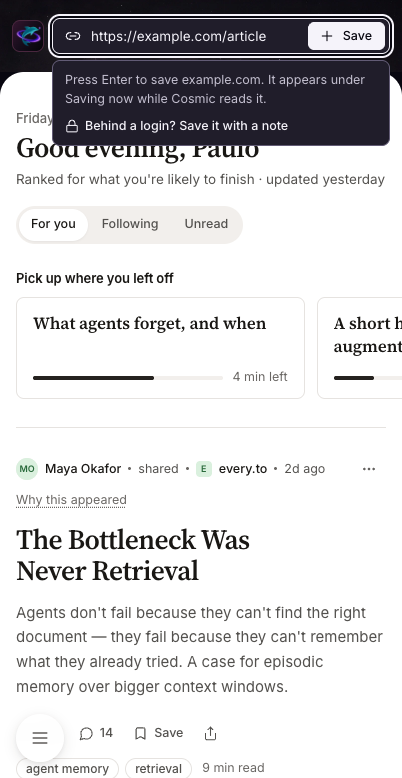 https://example.com/article
Save
Press Enter to save example.com. It appears under
Saving now while Cosmic reads it.
Behind a login? Save it with a note
Friday
Good evening, Paulo
Ranked for what you're likely to finish · updated yesterday
For you Following Unread
Pick up where you left off
What agents forget, and when
4 min left
A short
augment
MO Maya Okafor • shared • E every.to • 2d ago
Why this appeared
The Bottleneck Was
Never Retrieval
Agents don't fail because they can't find the right
document — they fail because they can't remember
what they already tried. A case for episodic
memory over bigger context windows.
14 Save
agent memory retrieval 9 min read